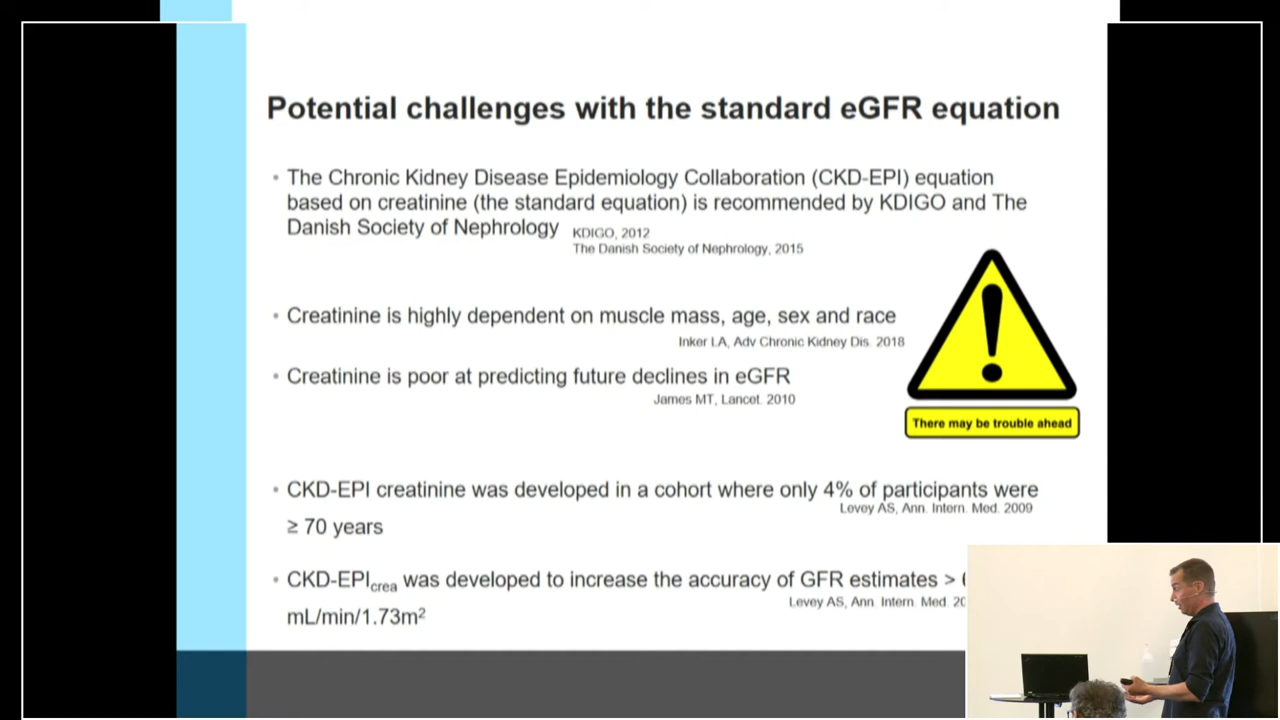 Potential challenges with the standard eGFR equation
• The Chronic Kidney Disease Epidemiology Collaboration (CKD-EPI) equation
based on creatinine (the standard equation) is recommended by KDIGO and The
Danish Society of Nephrology
KDIGO, 2012
The Danish Society of Nephrology, 2015
• Creatinine is highly dependent on muscle mass, age, sex and race
Inker LA, Adv Chronic Kidney Dis. 2018
• Creatinine is poor at predicting future declines in eGFR
James MT, Lancet. 2010
There may be trouble ahead
• CKD-EPI creatinine was developed in a cohort where only 4% of participants were
Levey AS, Ann. Intern. Med. 2009
≥ 70 years
• CKD-EPIcrea was developed to increase the accuracy of GFR estimates >
Levey AS, Ann. Intern. Med.
mL/min/1.73m²